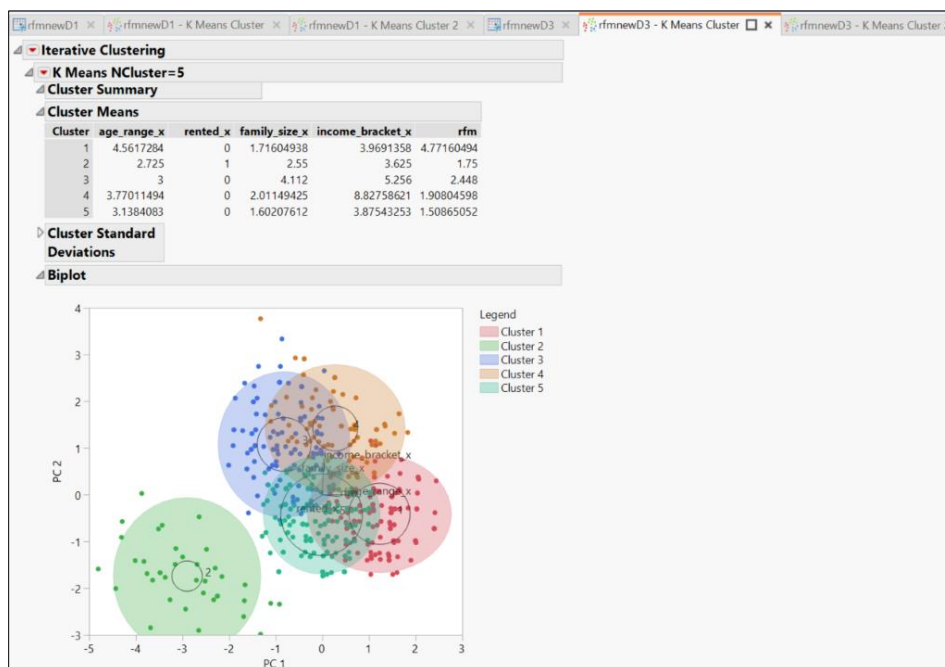 rfmnewD1 × rfmnewD1 - K Means Cluster × rfmnewD1 - K Means Cluster 2 × rfmnewD3 × rfmnewD3 - K Means Cluster × rfmnewD3 - K Means Cluster
Iterative Clustering
K Means NCluster=5
Cluster Summary
Cluster Means
Cluster age_range_x rented_x family_size_x income_bracket_x rfm
1 4.5617284 0 1.71604938 3.9691358 4.77160494
2 2.725 1 2.55 3.625 1.75
3 3 0 4.112 5.256 2.448
4 3.77011494 0 2.01149425 8.82758621 1.90804598
5 3.1384083 0 1.60207612 3.87543253 1.50865052
Cluster Standard
Deviations
Biplot
4
3
2
1
0
-1
-2
-3
PC 2
4
3
income_bracket_x
family_size_x
1
2
-5 -4 -3 -2 -1 0 1 2 3
PC 1
Legend
Cluster 1
Cluster 2
Cluster 3
Cluster 4
Cluster 5